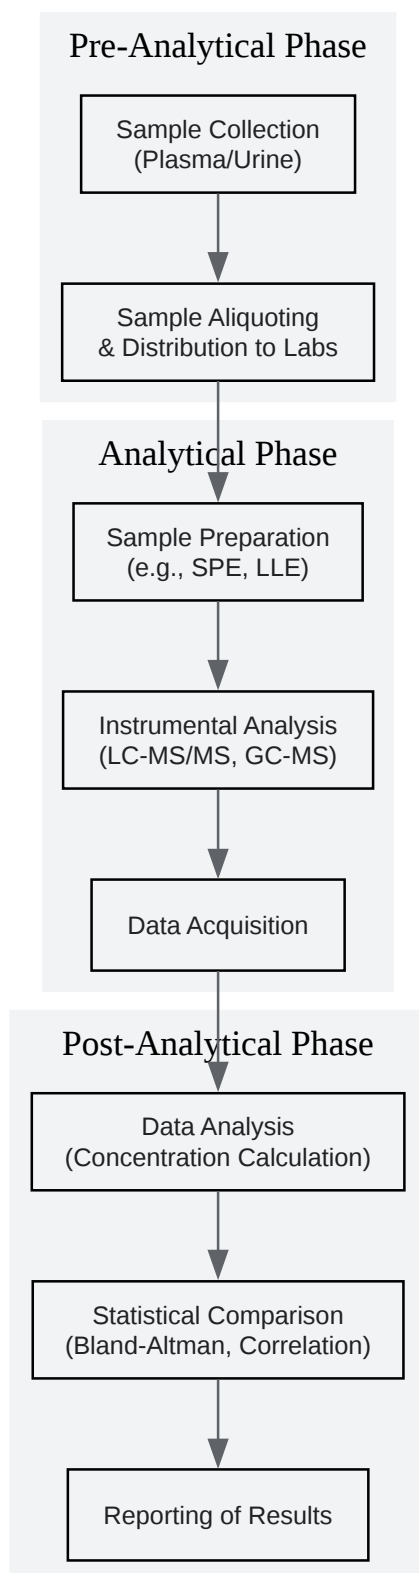 Pre-Analytical Phase
Sample Collection
(Plasma/Urine)
Sample Aliquoting
& Distribution to Labs
Analytical Phase
Sample Preparation
(e.g., SPE, LLE)
Instrumental Analysis
(LC-MS/MS, GC-MS)
Data Acquisition
Post-Analytical Phase
Data Analysis
(Concentration Calculation)
Statistical Comparison
(Bland-Altman, Correlation)
Reporting of Results